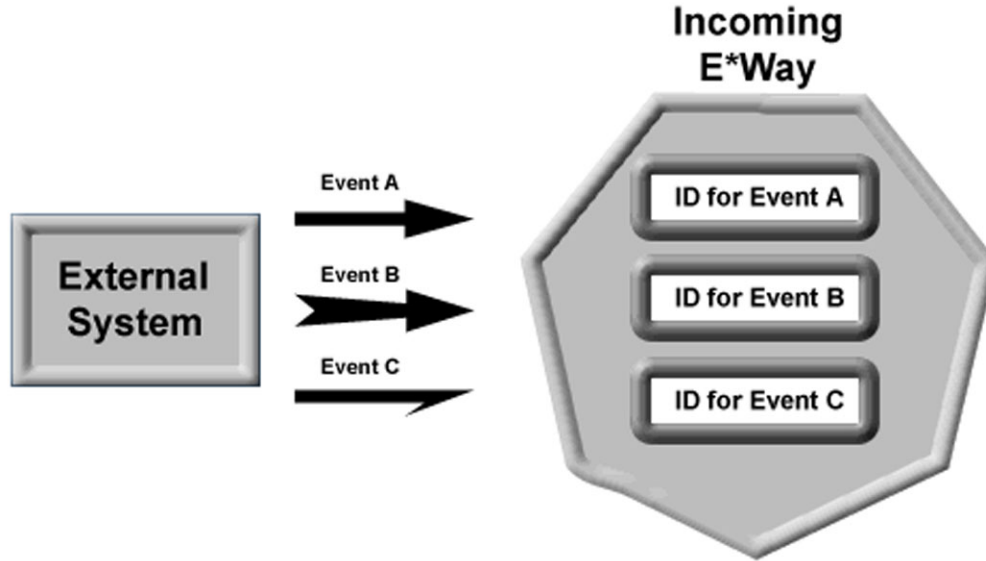 Incoming
E*Way
Event A
ID for Event A
External
System
Event B
ID for Event B
Event C
ID for Event C